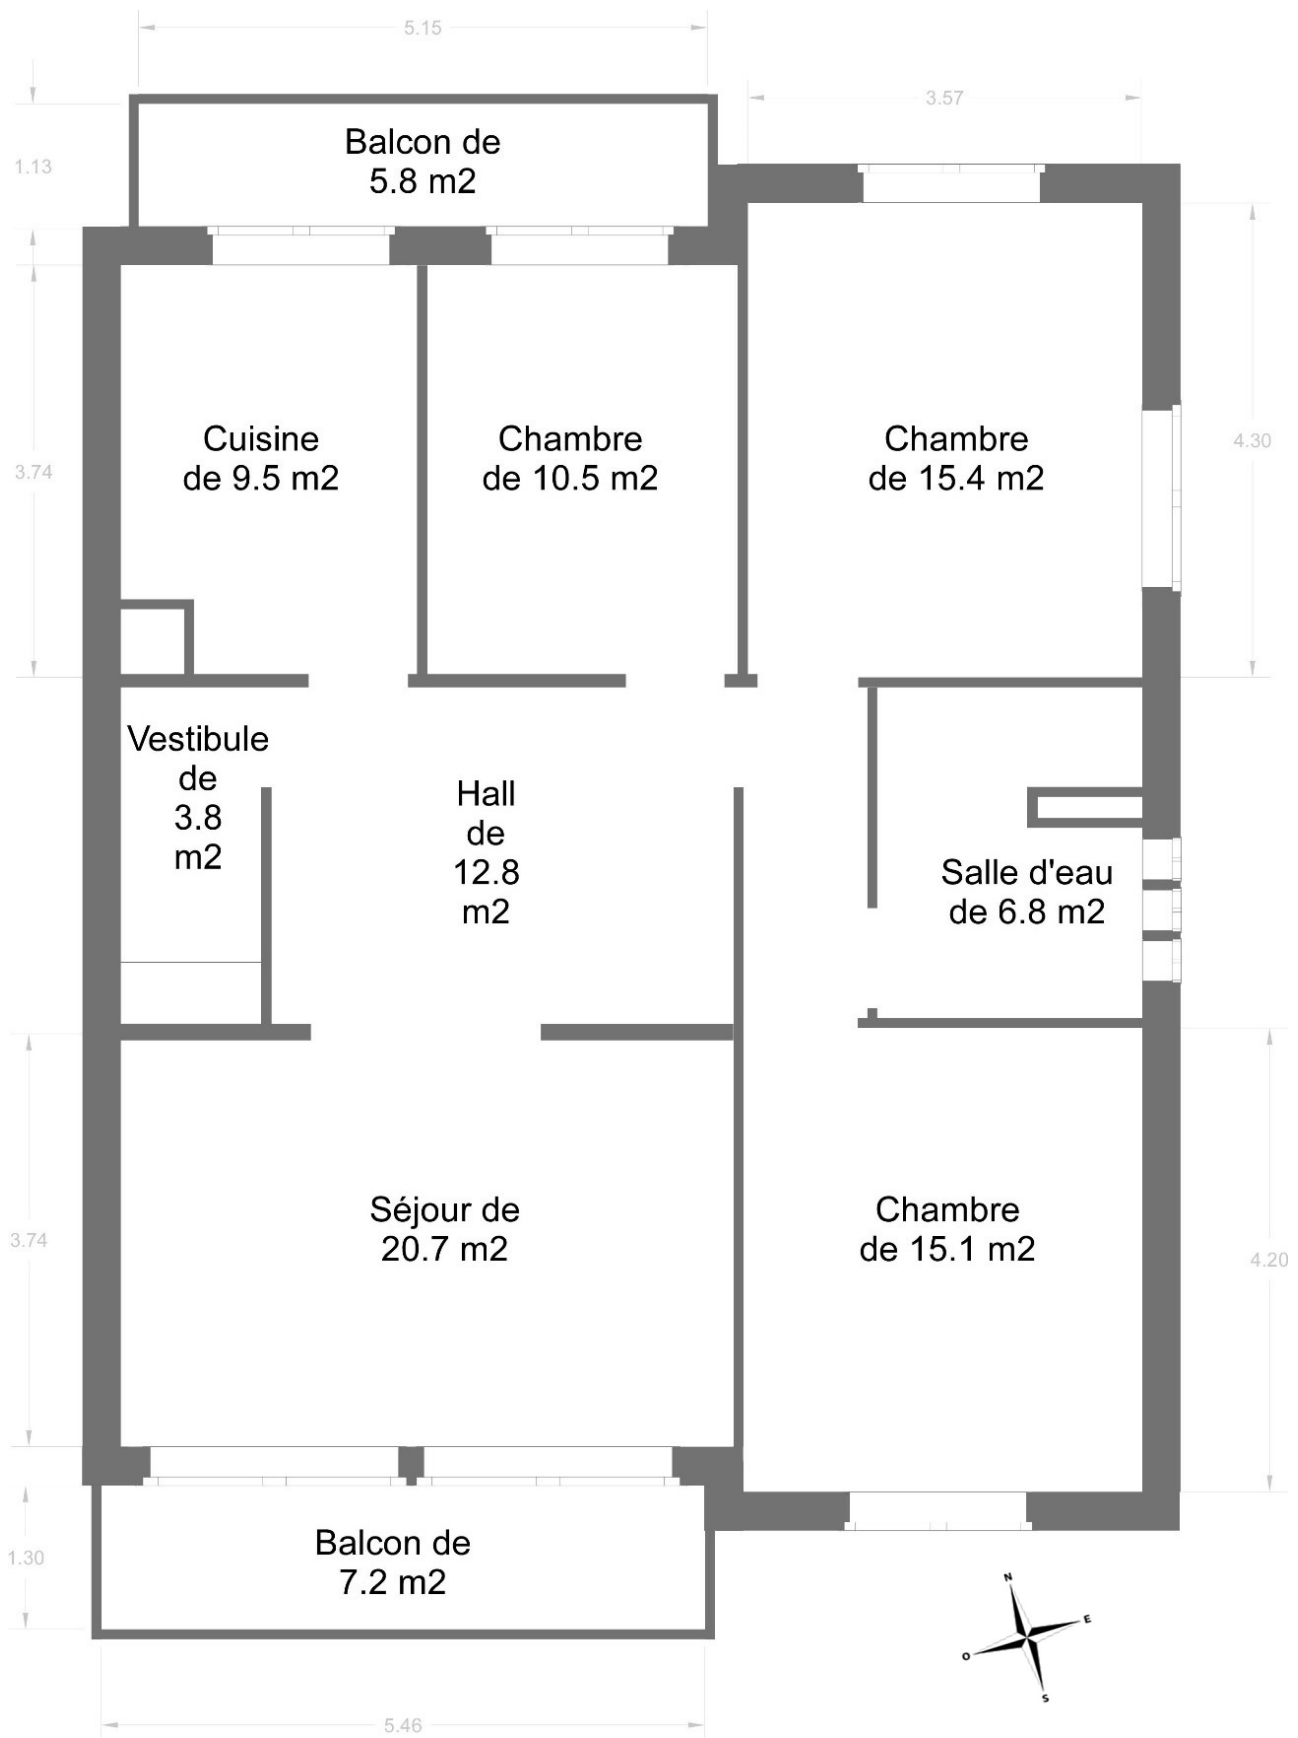 5.15
3.57
Balcon de
5.8 m2
1.13
Cuisine
de 9.5 m2
Chambre
de 10.5 m2
Chambre
de 15.4 m2
3.74
4.30
Vestibule
de
3.8
m2
Hall
de
12.8
m2
Salle d'eau
de 6.8 m2
Séjour de
20.7 m2
Chambre
de 15.1 m2
3.74
4.20
Balcon de
7.2 m2
1.30
N
E
O
S
5.46